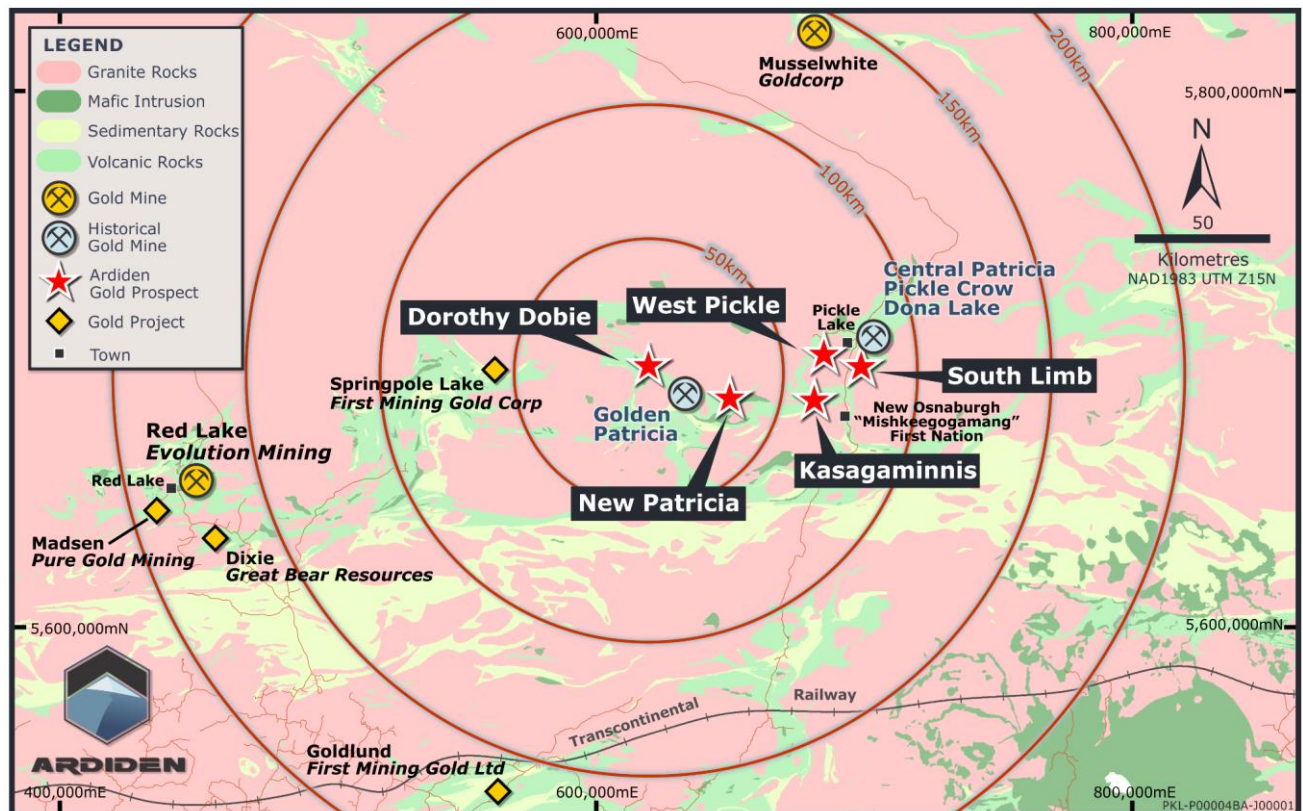 LEGEND
Granite Rocks
Mafic Intrusion
Sedimentary Rocks
Volcanic Rocks
Gold Mine
Historical
Gold Mine
Ardiden
Gold Prospect
Gold Project
Town
600,000mE
800,000mE
200km
Musselwhite
Goldcorp
5,800,000mN
150km
N
100km
50
Kilometres
NAD1983 UTM Z15N
50km
Central Patricia
Pickle Crow
Dona Lake
West Pickle
Pickle
Lake
Dorothy Dobie
South Limb
Springpole Lake
First Mining Gold Corp
Golden
Patricia
New Osnaburgh
“Mishkeegogamang”
First Nation
Kasagaminnis
New Patricia
Red Lake
Evolution Mining
Red Lake
Madsen
Pure Gold Mining
Dixie
Great Bear Resources
5,600,000mN
5,600,000mN
Transcontinental
Railway
ARDIDEN
Goldlund
First Mining Gold Ltd
400,000mE
600,000mE
800,000mE
PKL-P00004BA-J00001